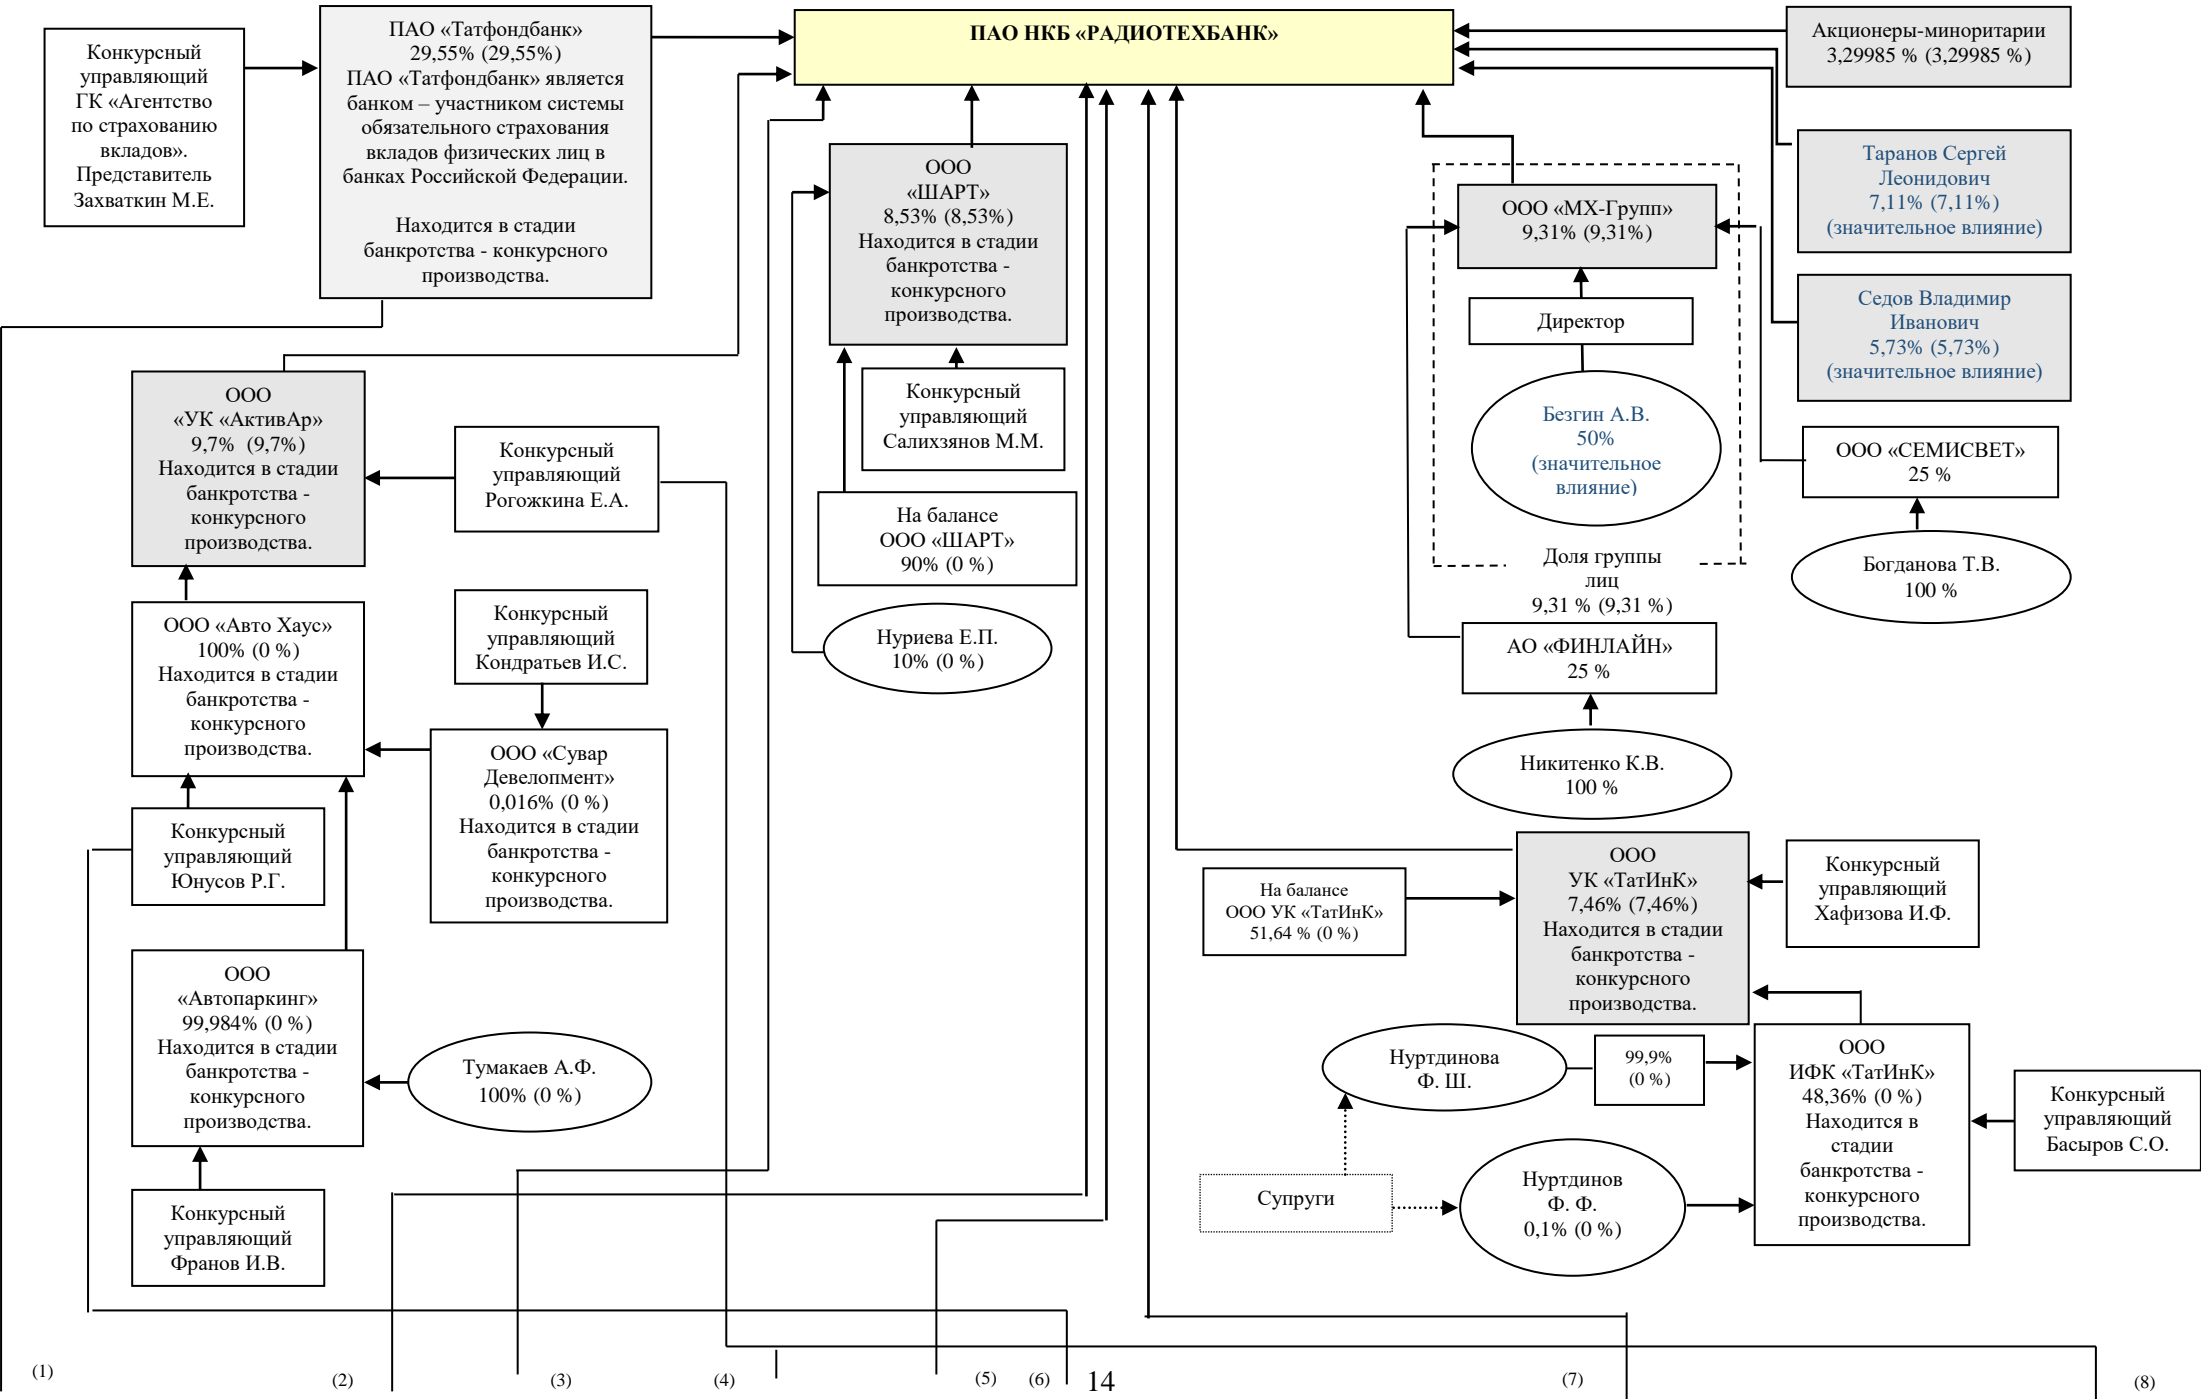 ПАО НКБ «РАДИОТЕХБАНК»
Конкурсный
управляющий
ГК «Агентство
по страхованию
вкладов».
Представитель
Захваткин М.Е.
ПАО «Татфондбанк»
29,55% (29,55%)
ПАО «Татфондбанк» является
банком – участником системы
обязательного страхования
вкладов физических лиц в
банках Российской Федерации.
Находится в стадии
банкротства - конкурсного
производства.
Акционеры-миноритарии
3,29985 % (3,29985 %)
Таранов Сергей
Леонидович
7,11% (7,11%)
(значительное влияние)
Седов Владимир
Иванович
5,73% (5,73%)
(значительное влияние)
ООО
«ШАРТ»
8,53% (8,53%)
Находится в стадии
банкротства -
конкурсного
производства.
Конкурсный
управляющий
Салихзянов М.М.
На балансе
ООО «ШАРТ»
90% (0 %)
Нуриева Е.П.
10% (0 %)
ООО «МХ-Групп»
9,31% (9,31%)
Директор
Безгин А.В.
50%
(значительное
влияние)
Доля группы
лиц
9,31 % (9,31 %)
ООО «СЕМИСВЕТ»
25 %
Богданова Т.В.
100 %
АО «ФИНЛАЙН»
25 %
Никитенко К.В.
100 %
ООО
«УК «АктивАр»
9,7% (9,7%)
Находится в стадии
банкротства -
конкурсного
производства.
Конкурсный
управляющий
Рогожкина Е.А.
ООО «Авто Хаус»
100% (0 %)
Находится в стадии
банкротства -
конкурсного
производства.
Конкурсный
управляющий
Кондратьев И.С.
ООО «Сувар
Девелопмент»
0,016% (0 %)
Находится в стадии
банкротства -
конкурсного
производства.
Конкурсный
управляющий
Юнусов Р.Г.
ООО
«Автопаркинг»
99,984% (0 %)
Находится в стадии
банкротства -
конкурсного
производства.
Тумакаев А.Ф.
100% (0 %)
Конкурсный
управляющий
Франов И.В.
На балансе
ООО УК «ТатИнК»
51,64 % (0 %)
ООО
УК «ТатИнК»
7,46% (7,46%)
Находится в стадии
банкротства -
конкурсного
производства.
Конкурсный
управляющий
Хафизова И.Ф.
Нуртдинова
Ф. Ш.
99,9%
(0 %)
ООО
ИФК «ТатИнК»
48,36% (0 %)
Находится в
стадии
банкротства -
конкурсного
производства.
Конкурсный
управляющий
Басыров С.О.
Супруги
Нуртдинов
Ф. Ф.
0,1% (0 %)
(1)
(2)
(3)
(4)
(5)
(6)
14
(7)
(8)